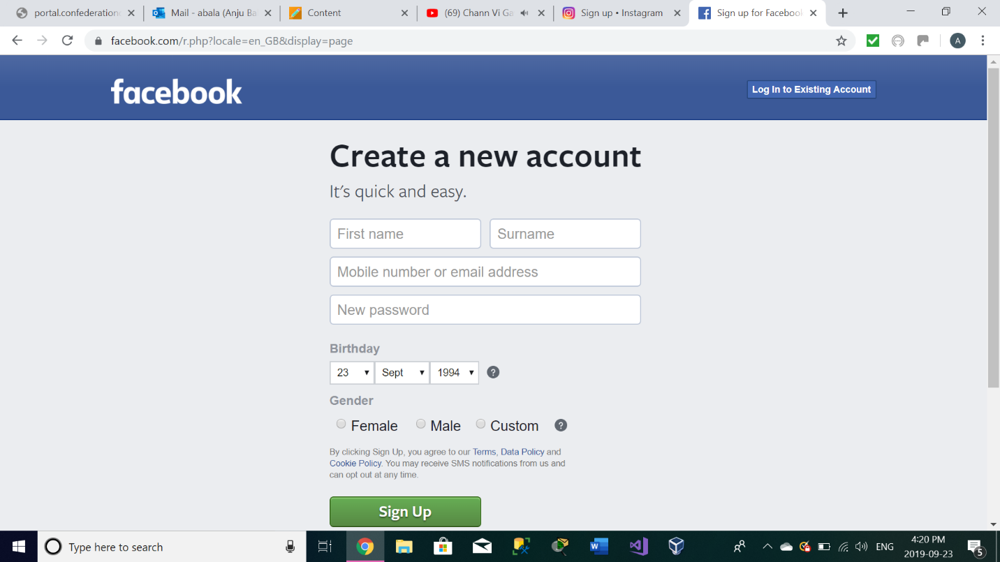 portal.confederationc
Mail - abala (Anju Ba
Content
(69) Chann Vi Ga
Sign up • Instagram
Sign up for Facebook
facebook.com/r.php?locale=en_GB&display=page
A
facebook
Log In to Existing Account
Create a new account
It's quick and easy.
First name
Surname
Mobile number or email address
New password
Birthday
23 Sept 1994 ?
Gender
Female Male Custom ?
By clicking Sign Up, you agree to our Terms, Data Policy and
Cookie Policy. You may receive SMS notifications from us and
can opt out at any time.
Sign Up
Type here to search
ENG
4:20 PM
2019-09-23
5